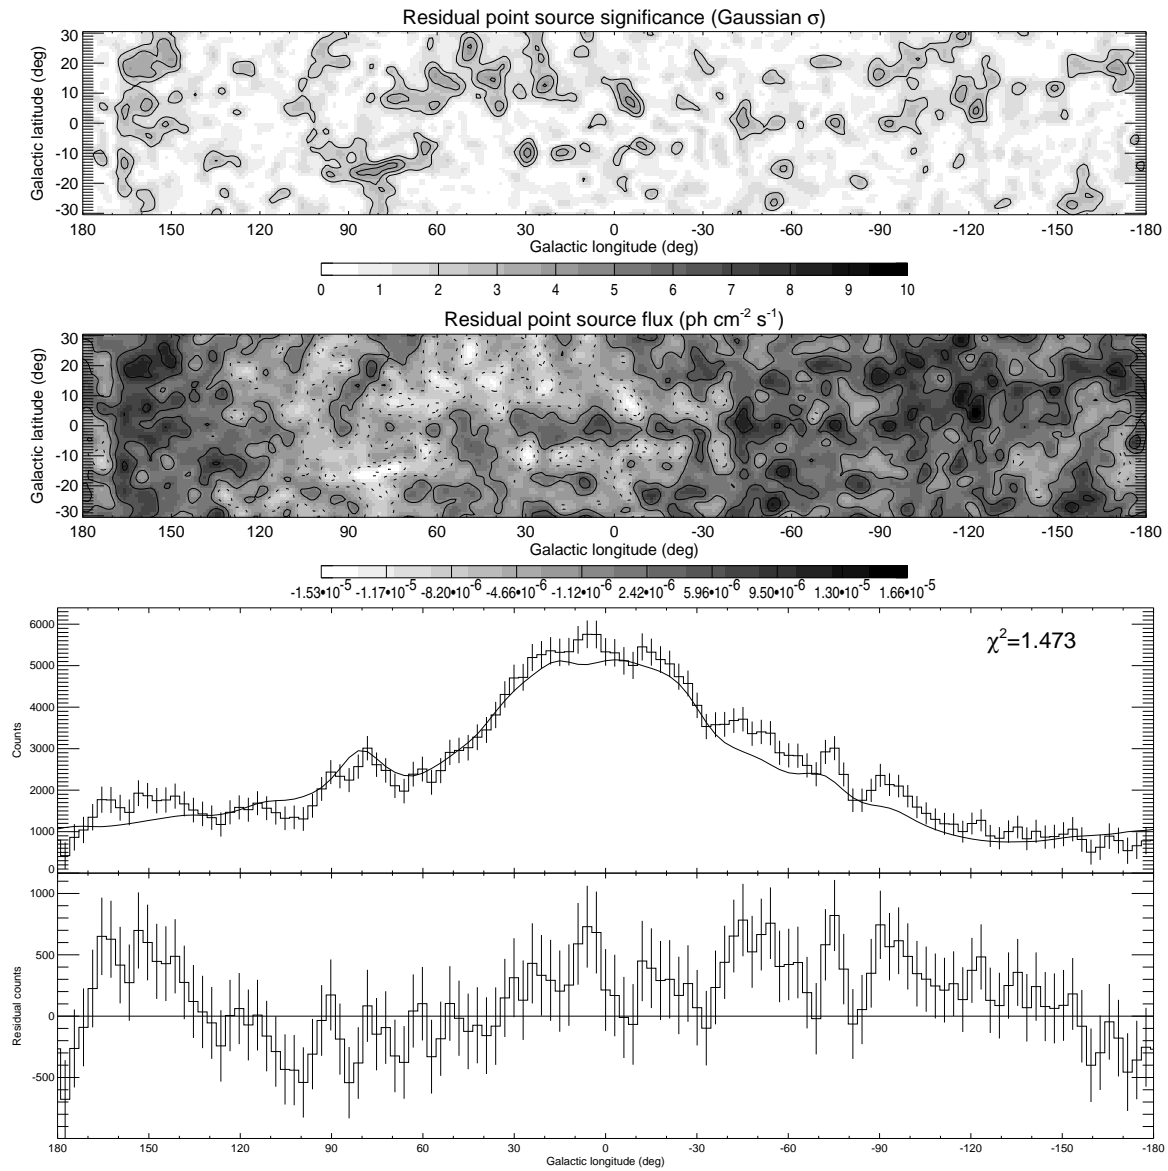 Residual point source significance (Gaussian σ)
30
20
10
0
-10
-20
-30
Galactic latitude (deg)
180 150 120 90 60 30 0 -30 -60 -90 -120 -150 -180
Galactic longitude (deg)
0 1 2 3 4 5 6 7 8 9 10
Residual point source flux (ph cm⁻² s⁻¹)
30
20
10
0
-10
-20
-30
Galactic latitude (deg)
180 150 120 90 60 30 0 -30 -60 -90 -120 -150 -180
Galactic longitude (deg)
-1.53•10⁻⁵ -1.17•10⁻⁵ -8.20•10⁻⁶ -4.66•10⁻⁶ -1.12•10⁻⁶ 2.42•10⁻⁶ 5.96•10⁻⁶ 9.50•10⁻⁶ 1.30•10⁻⁵ 1.66•10⁻⁵
6000
5000
4000
3000
2000
1000
0
Counts
χ²=1.473
1000
500
0
-500
Residual counts
180 150 120 90 60 30 0 -30 -60 -90 -120 -150 -180
Galactic longitude (deg)